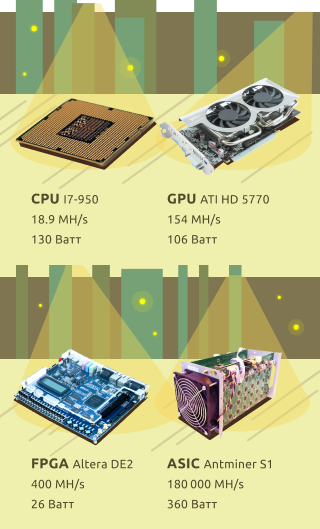 CPU I7-950
18.9 MH/s
130 Ватт
GPU ATI HD 5770
154 MH/s
106 Ватт
FPGA Altera DE2
400 MH/s
26 Ватт
ASIC Antminer S1
180 000 MH/s
360 Ватт